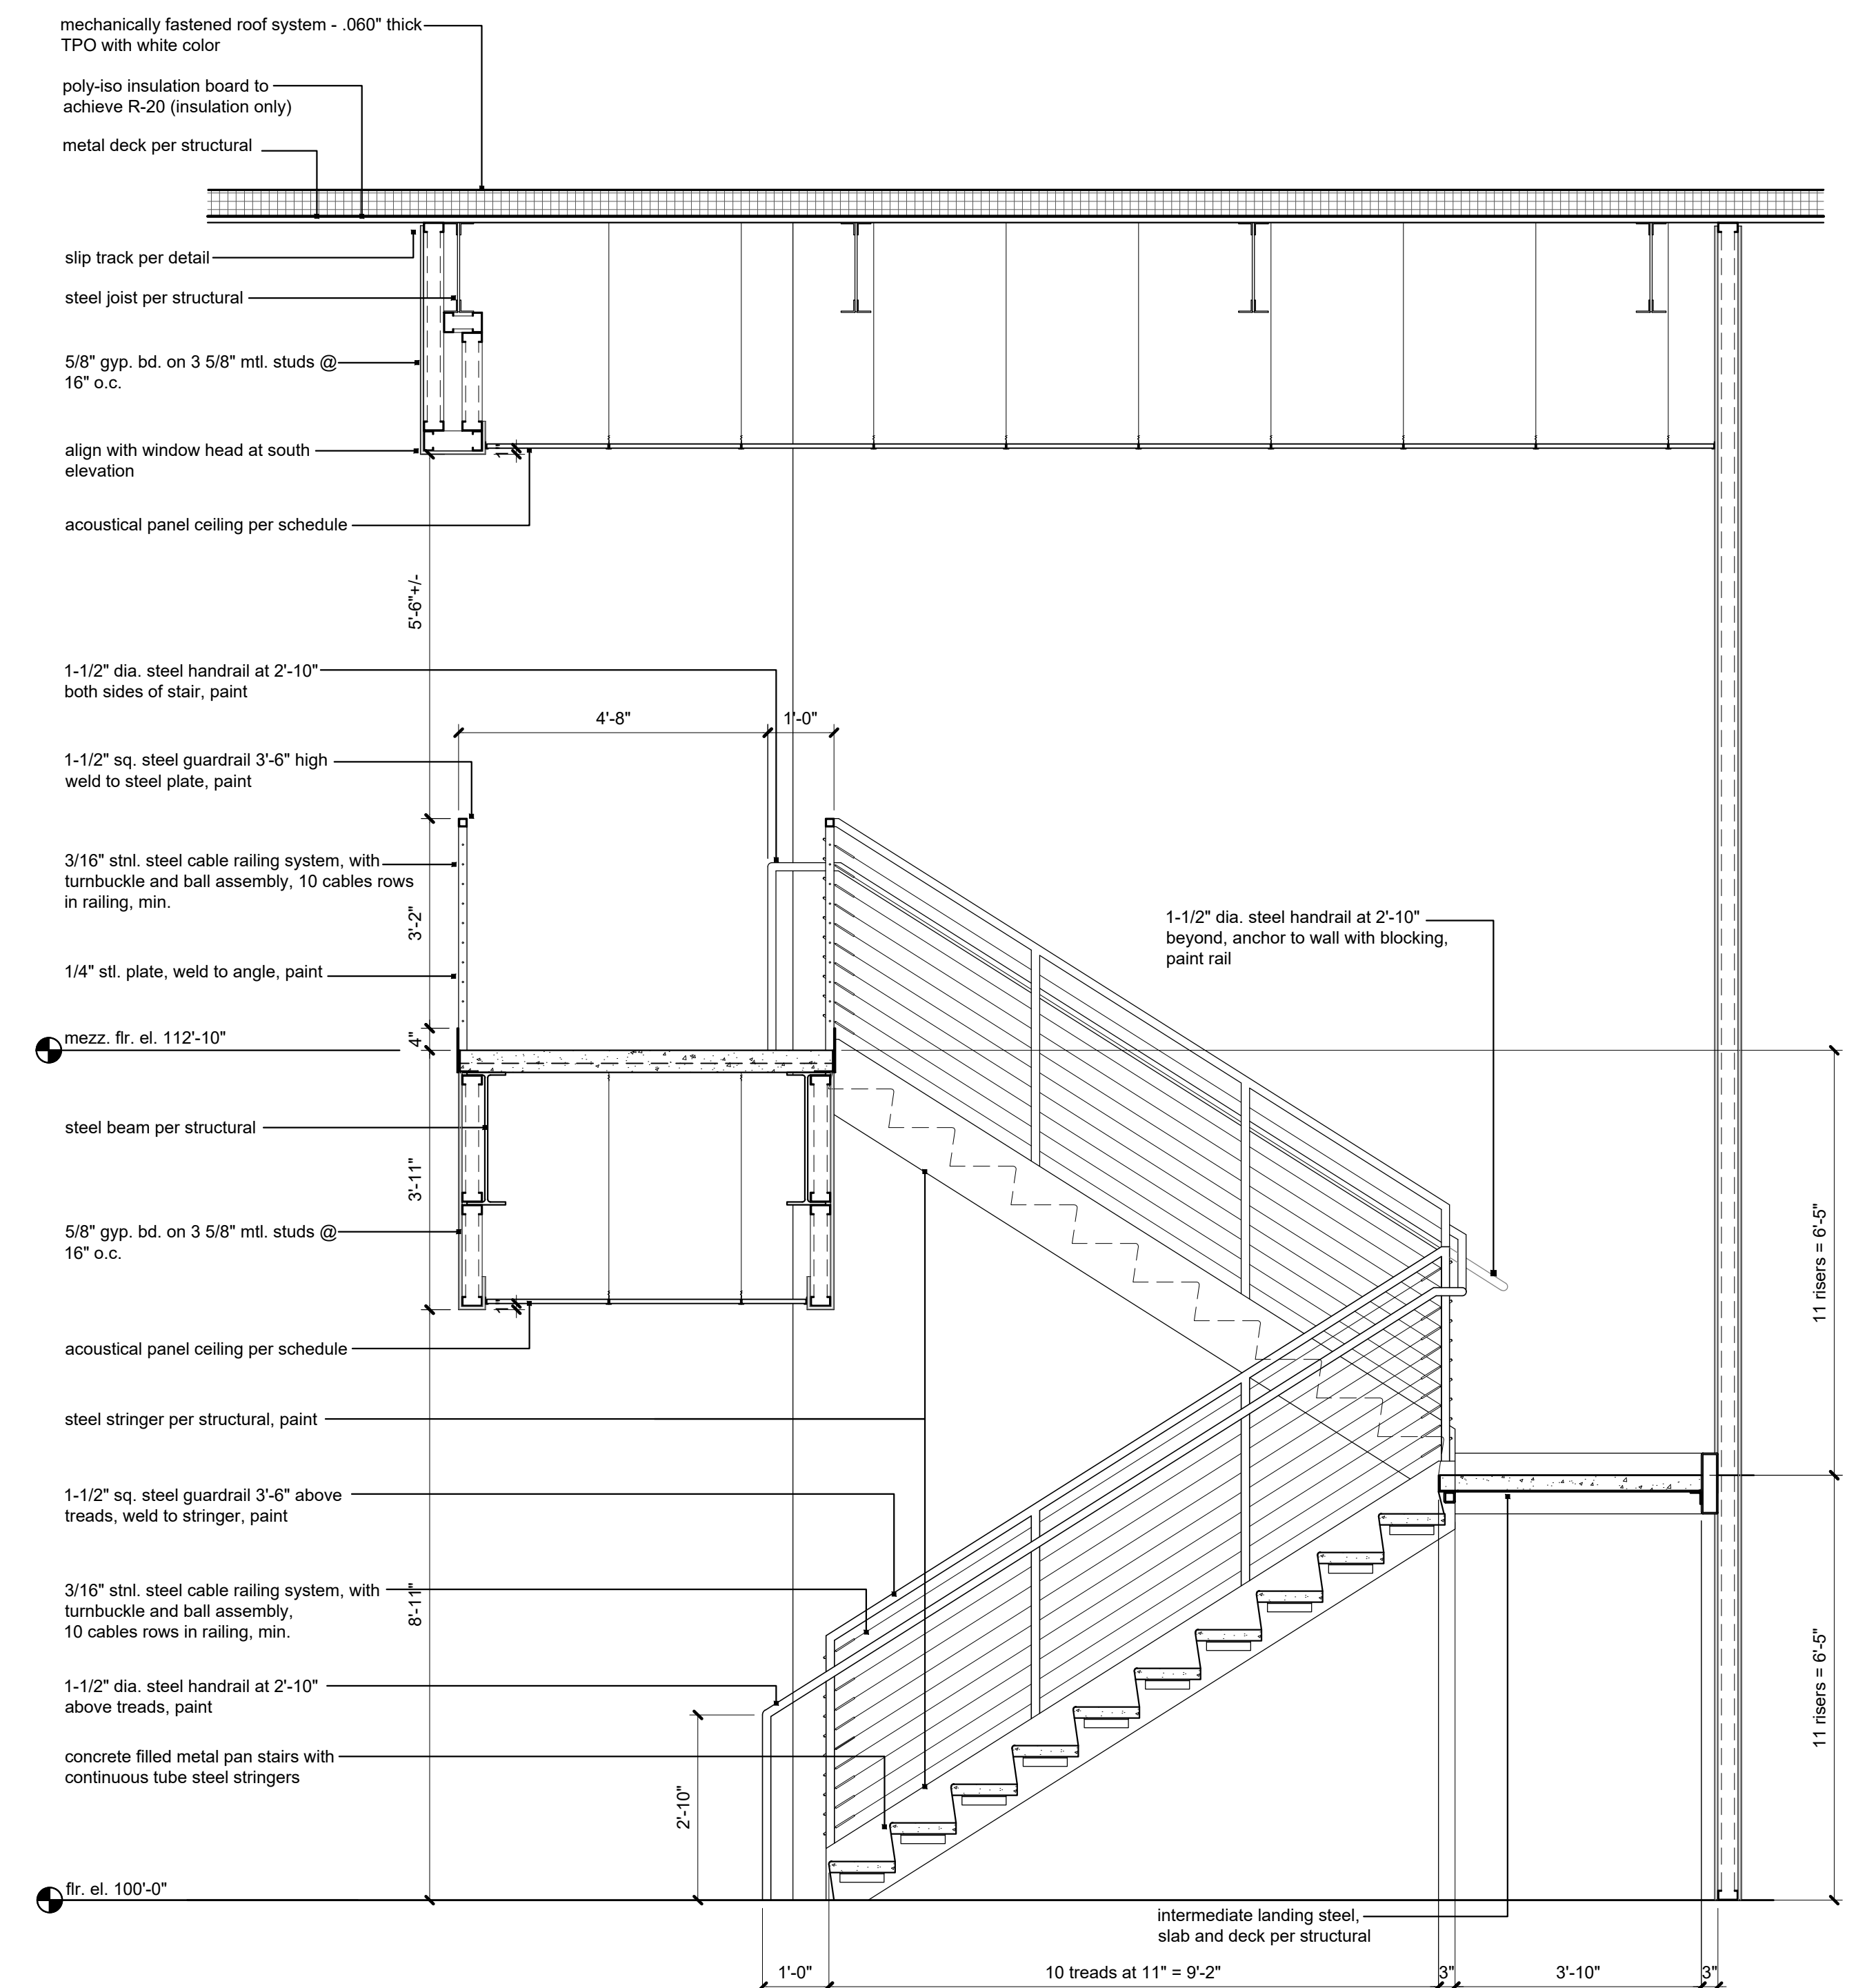 mechanically fastened roof system - .060" thick
TPO with white color
poly-iso insulation board to
achieve R-20 (insulation only)
metal deck per structural
slip track per detail
steel joist per structural
5/8" gyp. bd. on 3 5/8" mtl. studs @
16" o.c.
align with window head at south
elevation
1"
acoustical panel ceiling per schedule
5'-6"+/-
1-1/2" dia. steel handrail at 2'-10"
both sides of stair, paint
4'-8"
1'-0"
1-1/2" sq. steel guardrail 3'-6" high
weld to steel plate, paint
3/16" stnl. steel cable railing system, with
turnbuckle and ball assembly, 10 cables rows
in railing, min.
3'-2"
1-1/2" dia. steel handrail at 2'-10"
beyond, anchor to wall with blocking,
paint rail
1/4" stl. plate, weld to angle, paint
mezz. flr. el. 112'-10"
4"
steel beam per structural
3'-11"
5/8" gyp. bd. on 3 5/8" mtl. studs @
16" o.c.
11 risers = 6'-5"
1"
acoustical panel ceiling per schedule
steel stringer per structural, paint
1-1/2" sq. steel guardrail 3'-6" above
treads, weld to stringer, paint
3/16" stnl. steel cable railing system, with
turnbuckle and ball assembly,
10 cables rows in railing, min.
8'-11"
1-1/2" dia. steel handrail at 2'-10"
above treads, paint
11 risers = 6'-5"
concrete filled metal pan stairs with
continuous tube steel stringers
2'-10"
flr. el. 100'-0"
intermediate landing steel,
slab and deck per structural
1'-0"
10 treads at 11" = 9'-2"
3"
3'-10"
3"